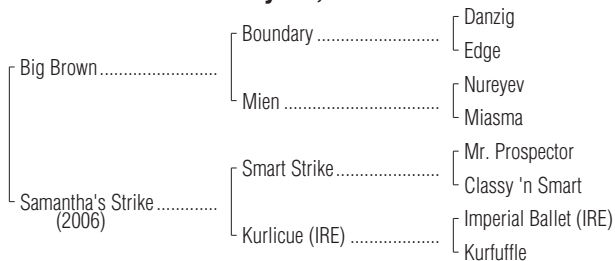 Boundary
Danzig
Edge
Big Brown
Mien
Nureyev
Miasma
Smart Strike
Mr. Prospector
Classy 'n Smart
Samantha's Strike
(2006)
Kurlicue (IRE)
Imperial Ballet (IRE)
Kurfuffle